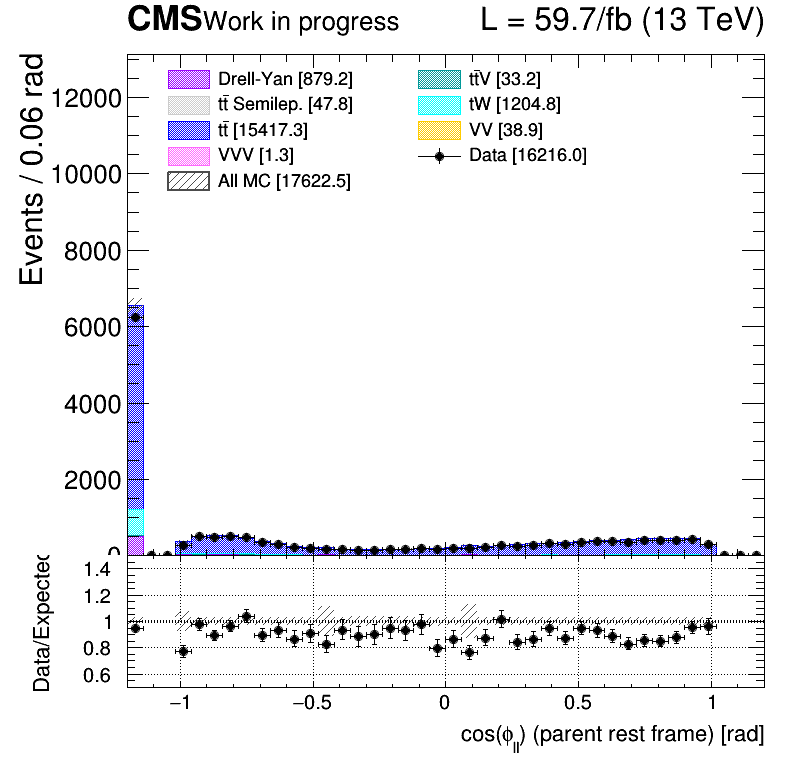 CMS Work in progress L = 59.7/fb (13 TeV)
Events / 0.06 rad
Drell-Yan [879.2]
tt̄ Semilep. [47.8]
tt̄ [15417.3]
VVV [1.3]
All MC [17622.5]
tt̄V [33.2]
tW [1204.8]
VV [38.9]
Data [16216.0]
12000
10000
8000
6000
4000
2000
0
Data/Expected
1.4
1.2
1
0.8
0.6
−1 −0.5 0 0.5 1
cos(ϕ_ll) (parent rest frame) [rad]